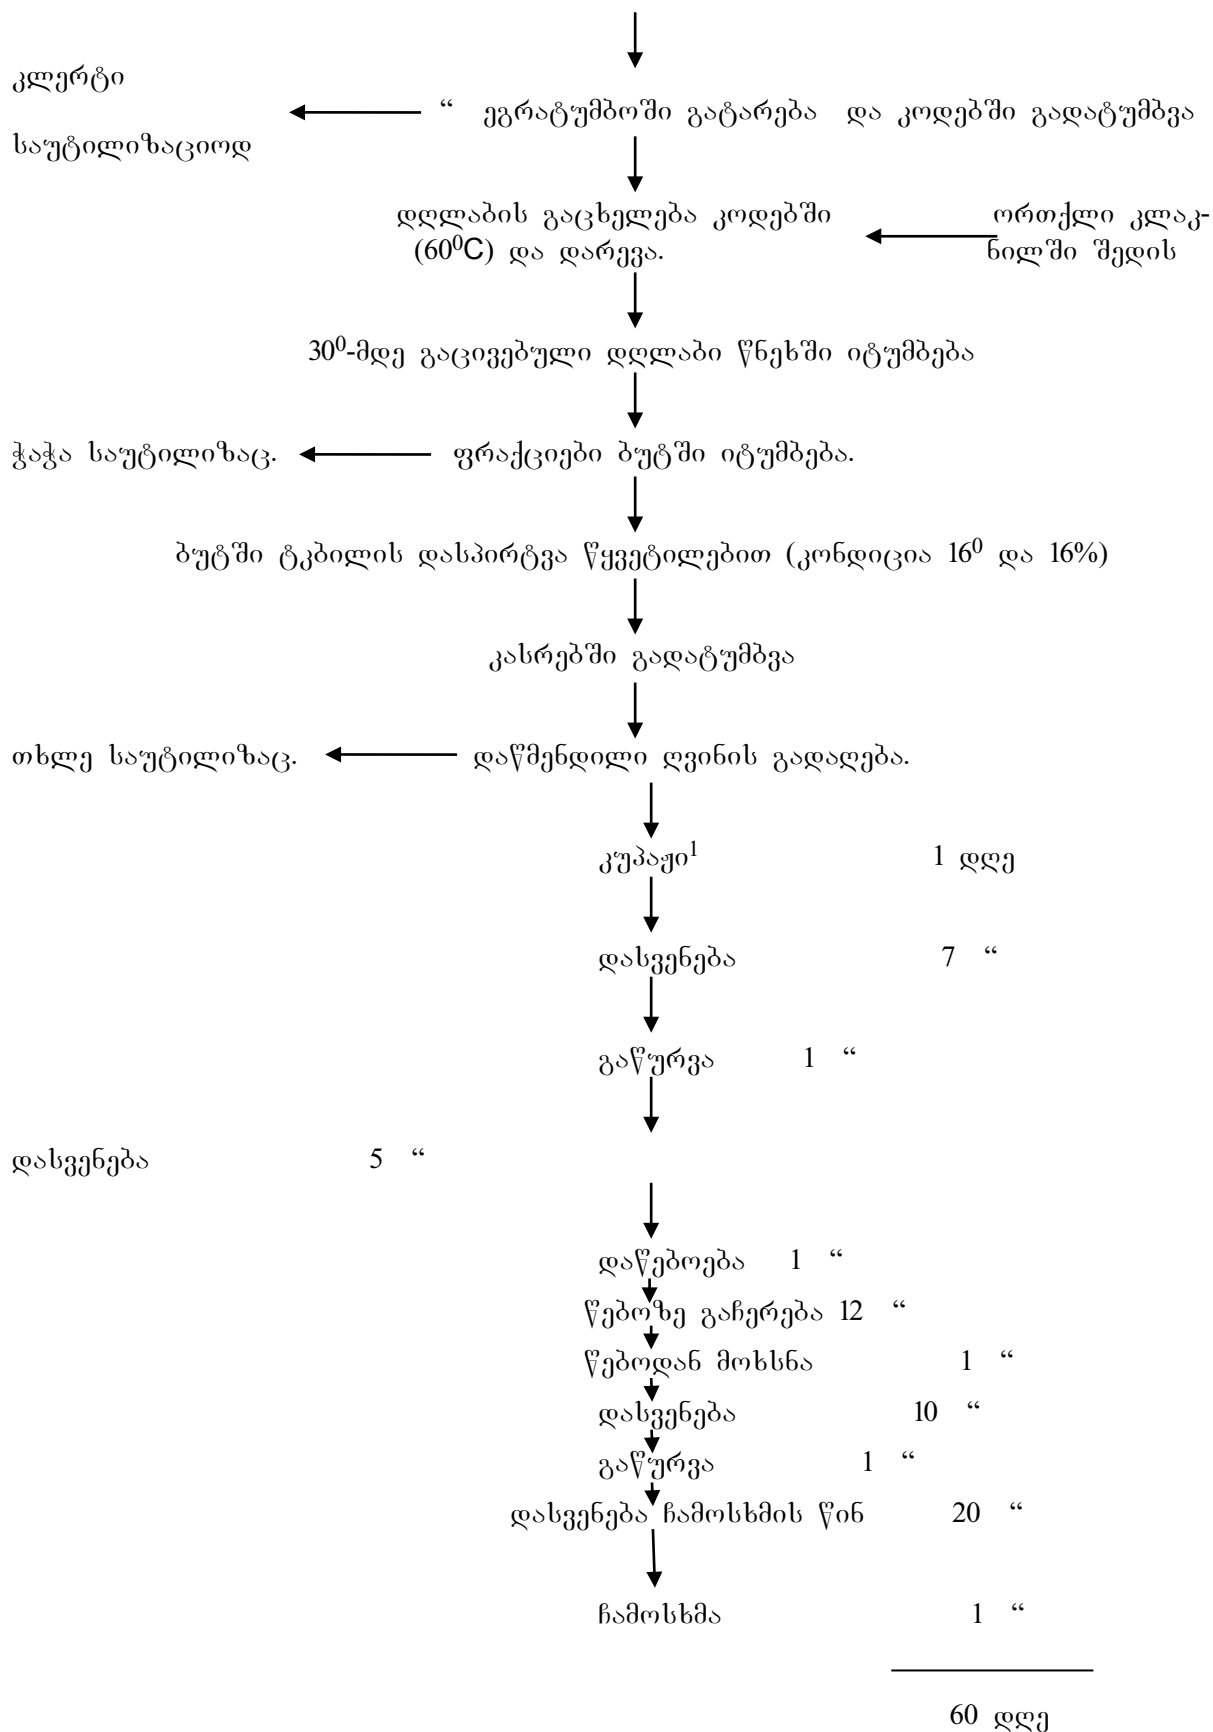 კლერტი
“ ეგრატუმბოში გატარება და კოდებში გადატუმბვა
საუტილიზაციოდ
დღლაბის გაცხელება კოდებში ორთქლი კლაკ-
(60⁰C) და დარევა. ნილში შედის
30⁰-მდე გაცივებული დღლაბი წნეხში იტუმბება
ჭაჭა საუტილიზაც. ფრაქციები ბუტში იტუმბება.
ბუტში ტკბილის დასპირტვა წყვეტილებით (კონდიცია 16⁰ და 16%)
კასრებში გადატუმბვა
თხლე საუტილიზაც. დაწმენდილი ღვინის გადაღება.
კუპაჟი¹ 1 დღე
დასვენება 7 “
გაწურვა 1 “
დასვენება 5 “
დაწებოება 1 “
წებოზე გაჩერება 12 “
წებოდან მოხსნა 1 “
დასვენება 10 “
გაწურვა 1 “
დასვენება ჩამოსხმის წინ 20 “
ჩამოსხმა 1 “
60 დღე